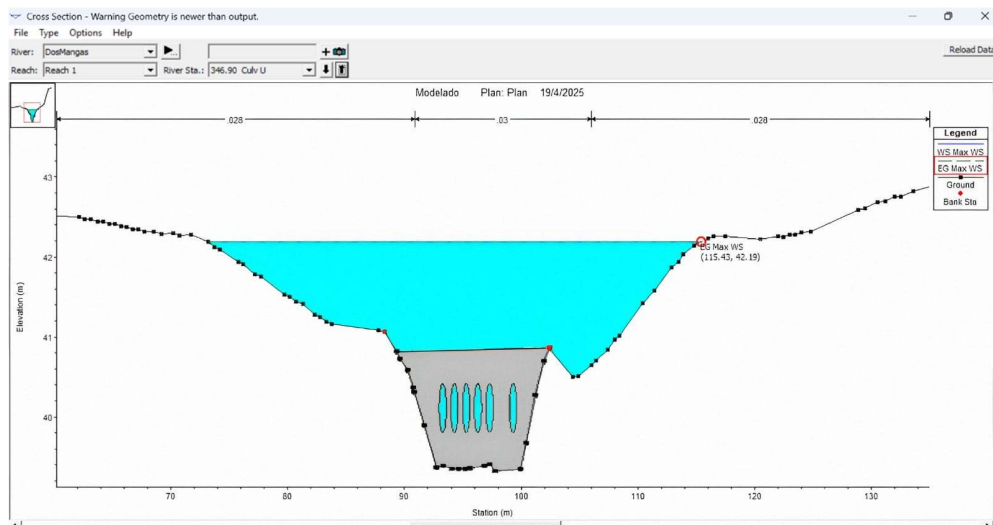 Cross Section - Warning Geometry is newer than output.
File Type Options Help
River: DosMangas
Reload Data
Reach: Reach 1 River Sta.: 346.90 Culv U
Modelado Plan: Plan 19/4/2025
.028 .03 .028
Legend
WS Max WS
EG Max WS
Ground
Bank Sta
43
42
41
40
EG Max WS
(115.43, 42.19)
Elevation (m)
70 80 90 100 110 120 130
Station (m)